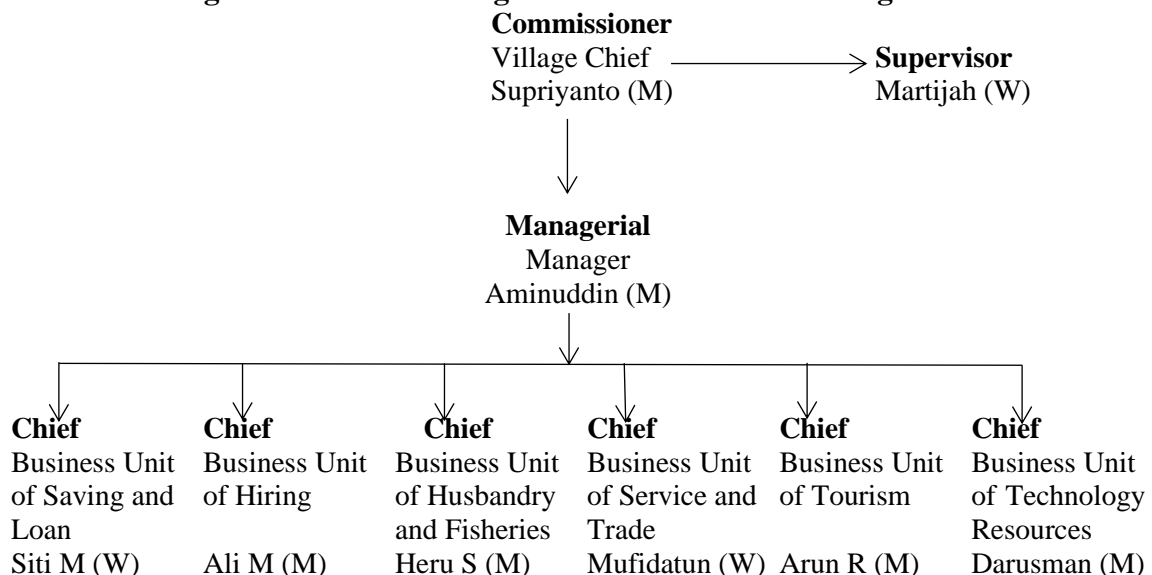 Commissioner
Village Chief
Supriyanto (M)
Supervisor
Martijah (W)
Managerial
Manager
Aminuddin (M)
Chief
Business Unit
of Saving and
Loan
Siti M (W)
Chief
Business Unit
of Hiring
Ali M (M)
Chief
Business Unit
of Husbandry
and Fisheries
Heru S (M)
Chief
Business Unit
of Service and
Trade
Mufidatun (W)
Chief
Business Unit
of Tourism
Arun R (M)
Chief
Business Unit
of Technology
Resources
Darusman (M)